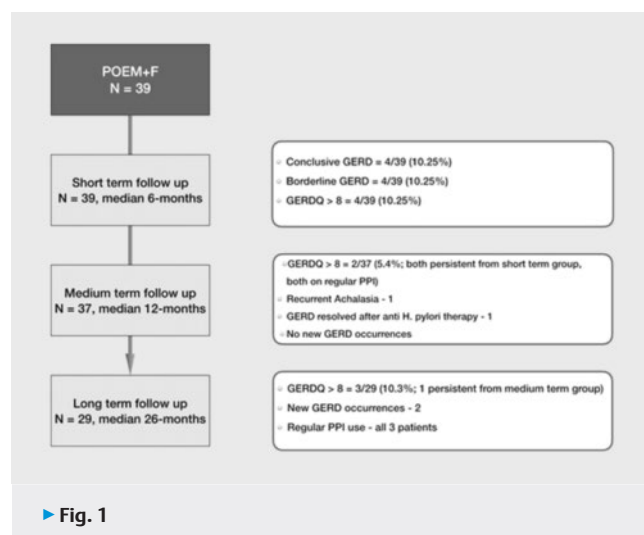 POEM+F
N = 39
Short term follow up
N = 39, median 6-months
Conclusive GERD = 4/39 (10.25%)
Borderline GERD = 4/39 (10.25%)
GERDQ > 8 = 4/39 (10.25%)
Medium term follow up
N = 37, median 12-months
GERDQ > 8 = 2/37 (5.4%; both persistent from short term group,
both on regular PPI)
Recurrent Achalasia - 1
GERD resolved after anti H. pylori therapy - 1
No new GERD occurrences
Long term follow up
N = 29, median 26-months
GERDQ > 8 = 3/29 (10.3%; 1 persistent from medium term group)
New GERD occurrences - 2
Regular PPI use - all 3 patients
Fig. 1